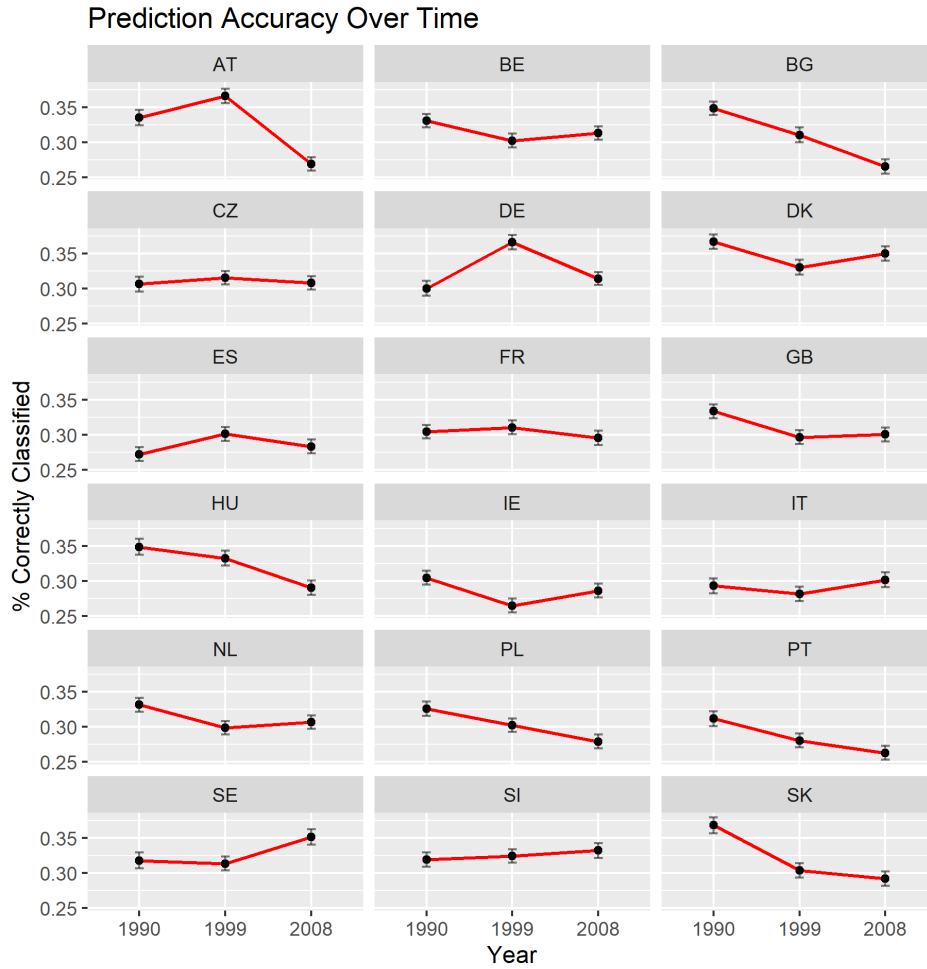 Prediction Accuracy Over Time
AT BE BG
0.35
0.30
0.25
CZ DE DK
0.35
0.30
0.25
ES FR GB
0.35
0.30
0.25
HU IE IT
0.35
0.30
0.25
NL PL PT
0.35
0.30
0.25
SE SI SK
0.35
0.30
0.25
1990 1999 2008 1990 1999 2008 1990 1999 2008
Year
% Correctly Classified